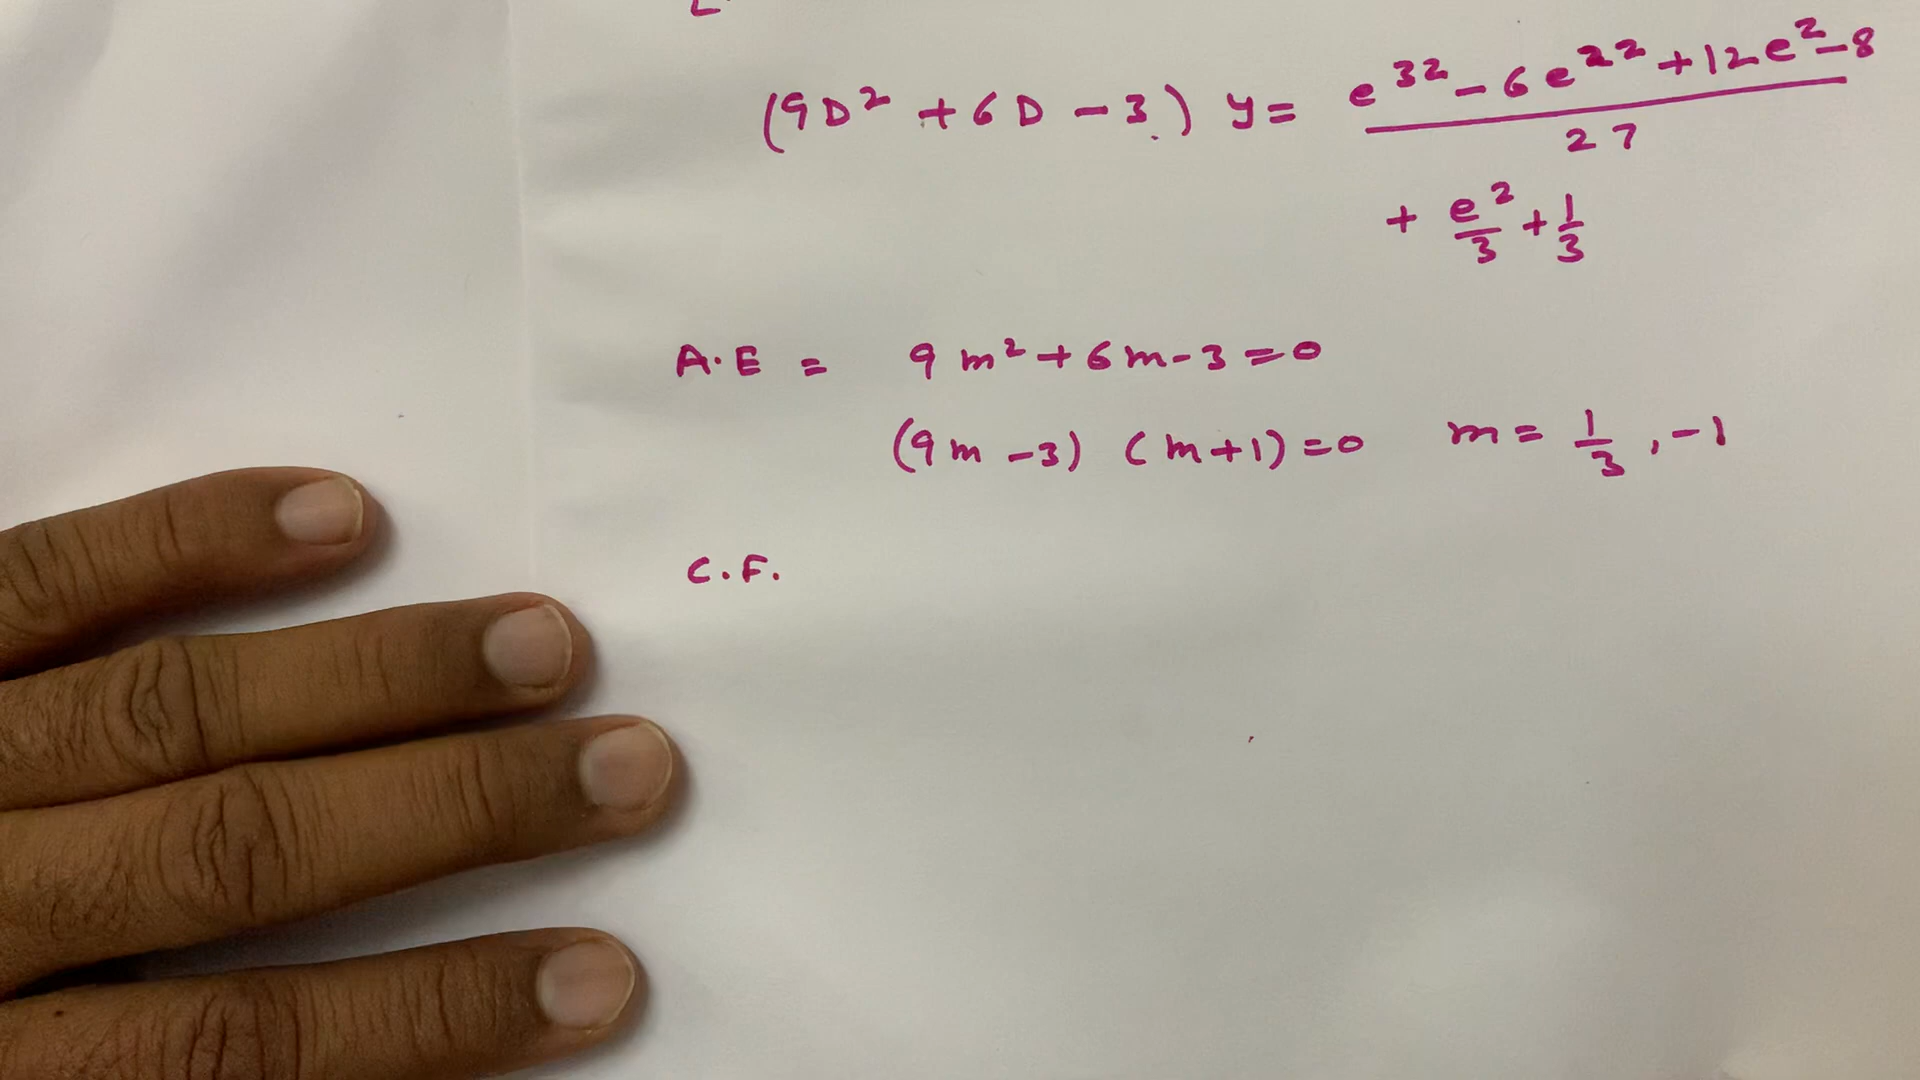 (9D² + 6D - 3) y = e^{3z} - 6e^{2z} + 12e^{z} - 8 / 27
+ e^{z}/3 + 1/3
A.E = 9m² + 6m - 3 = 0
(9m - 3) (m + 1) = 0 m = 1/3, -1
C.F.